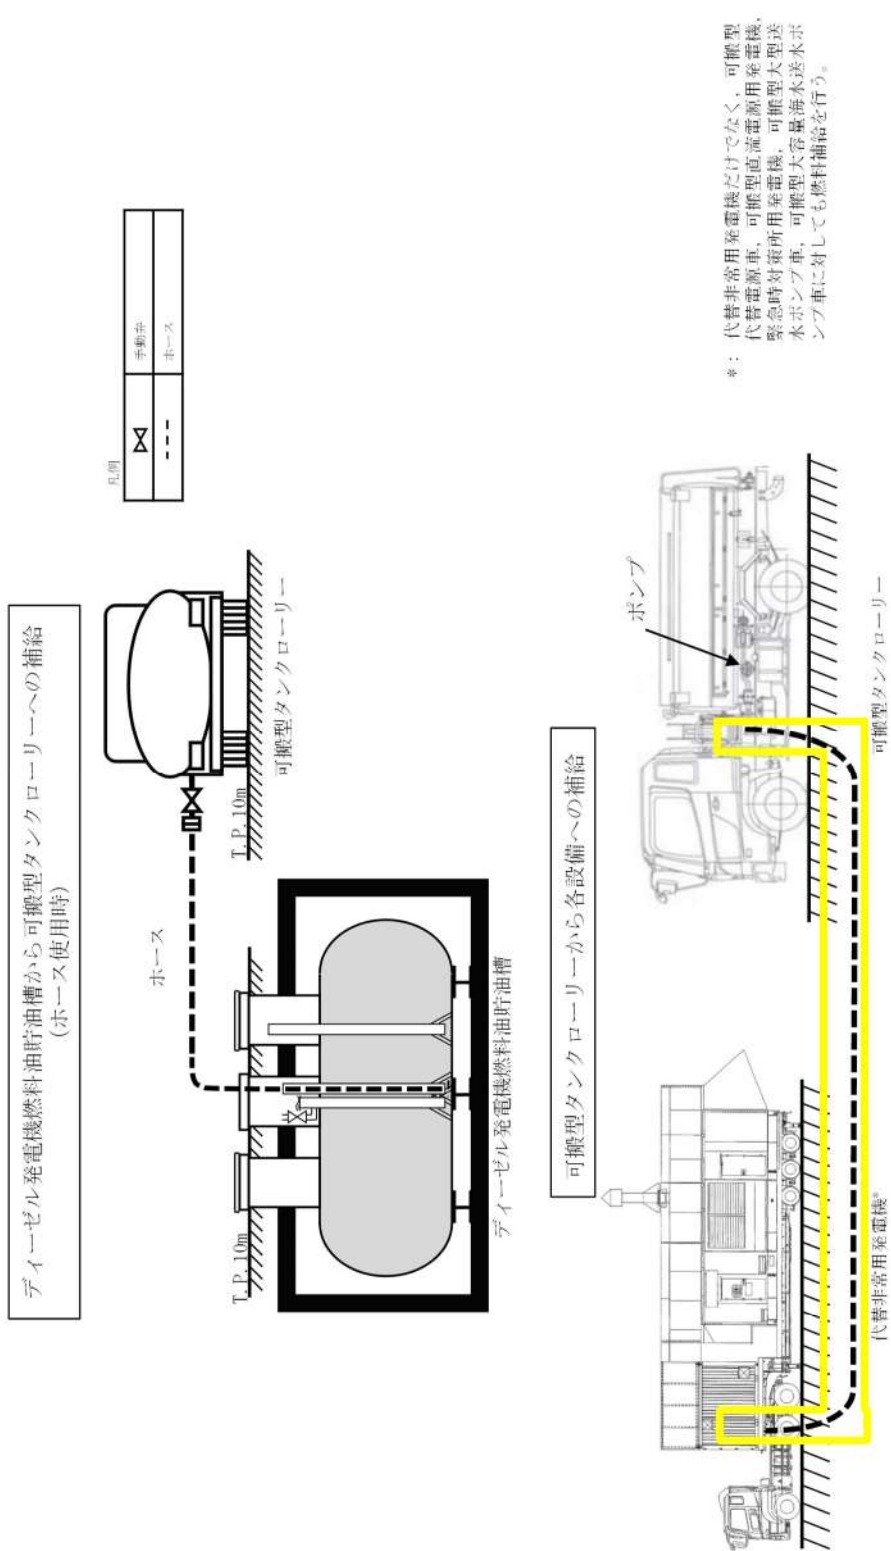 ディーゼル発電機燃料油貯油槽から可搬型タンクローリーへの補給
(ホース使用時)
凡例
手動弁
ホース
ホース
T.P.10m
T.P.10m
可搬型タンクローリー
ディーゼル発電機燃料油貯油槽
可搬型タンクローリーから各設備への補給
ポンプ
代替非常用発電機*
可搬型タンクローリー
*：代替非常用発電機だけでなく，可搬型
代替電源車，可搬型直流電源用発電機，
緊急時対策所用発電機，可搬型大型送
水ポンプ車，可搬型大容量海水送水ポ
ンプ車に対しても燃料補給を行う。